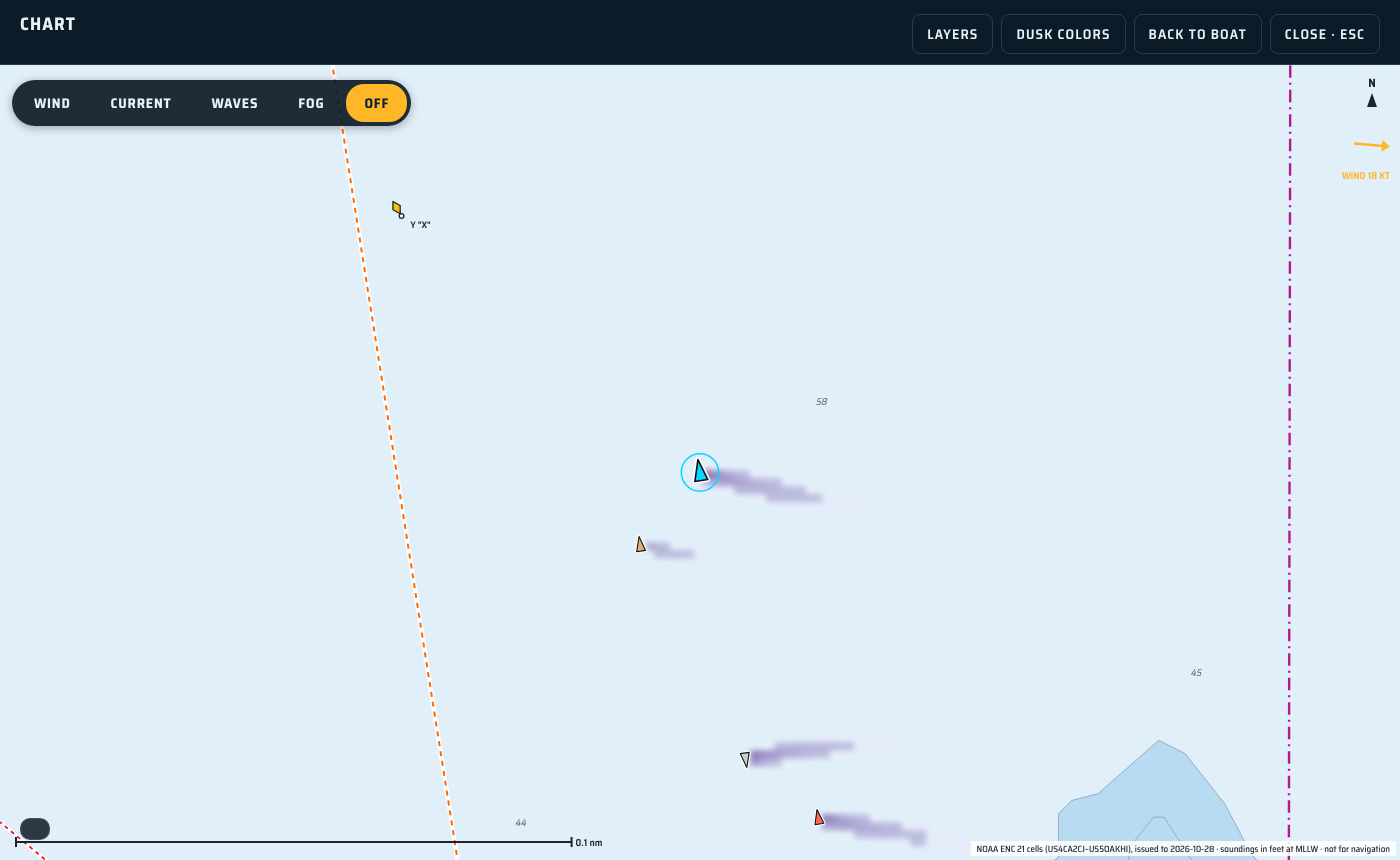 CHART
LAYERS
DUSK COLORS
BACK TO BOAT
CLOSE · ESC
WIND
CURRENT
WAVES
FOG
OFF
N
WIND 18 KT
Y "X"
58
45
44
0.1 nm
NOAA ENC 21 cells (US4CA2CJ–US5OAKHI), issued to 2026-10-28 · soundings in feet at MLLW · not for navigation